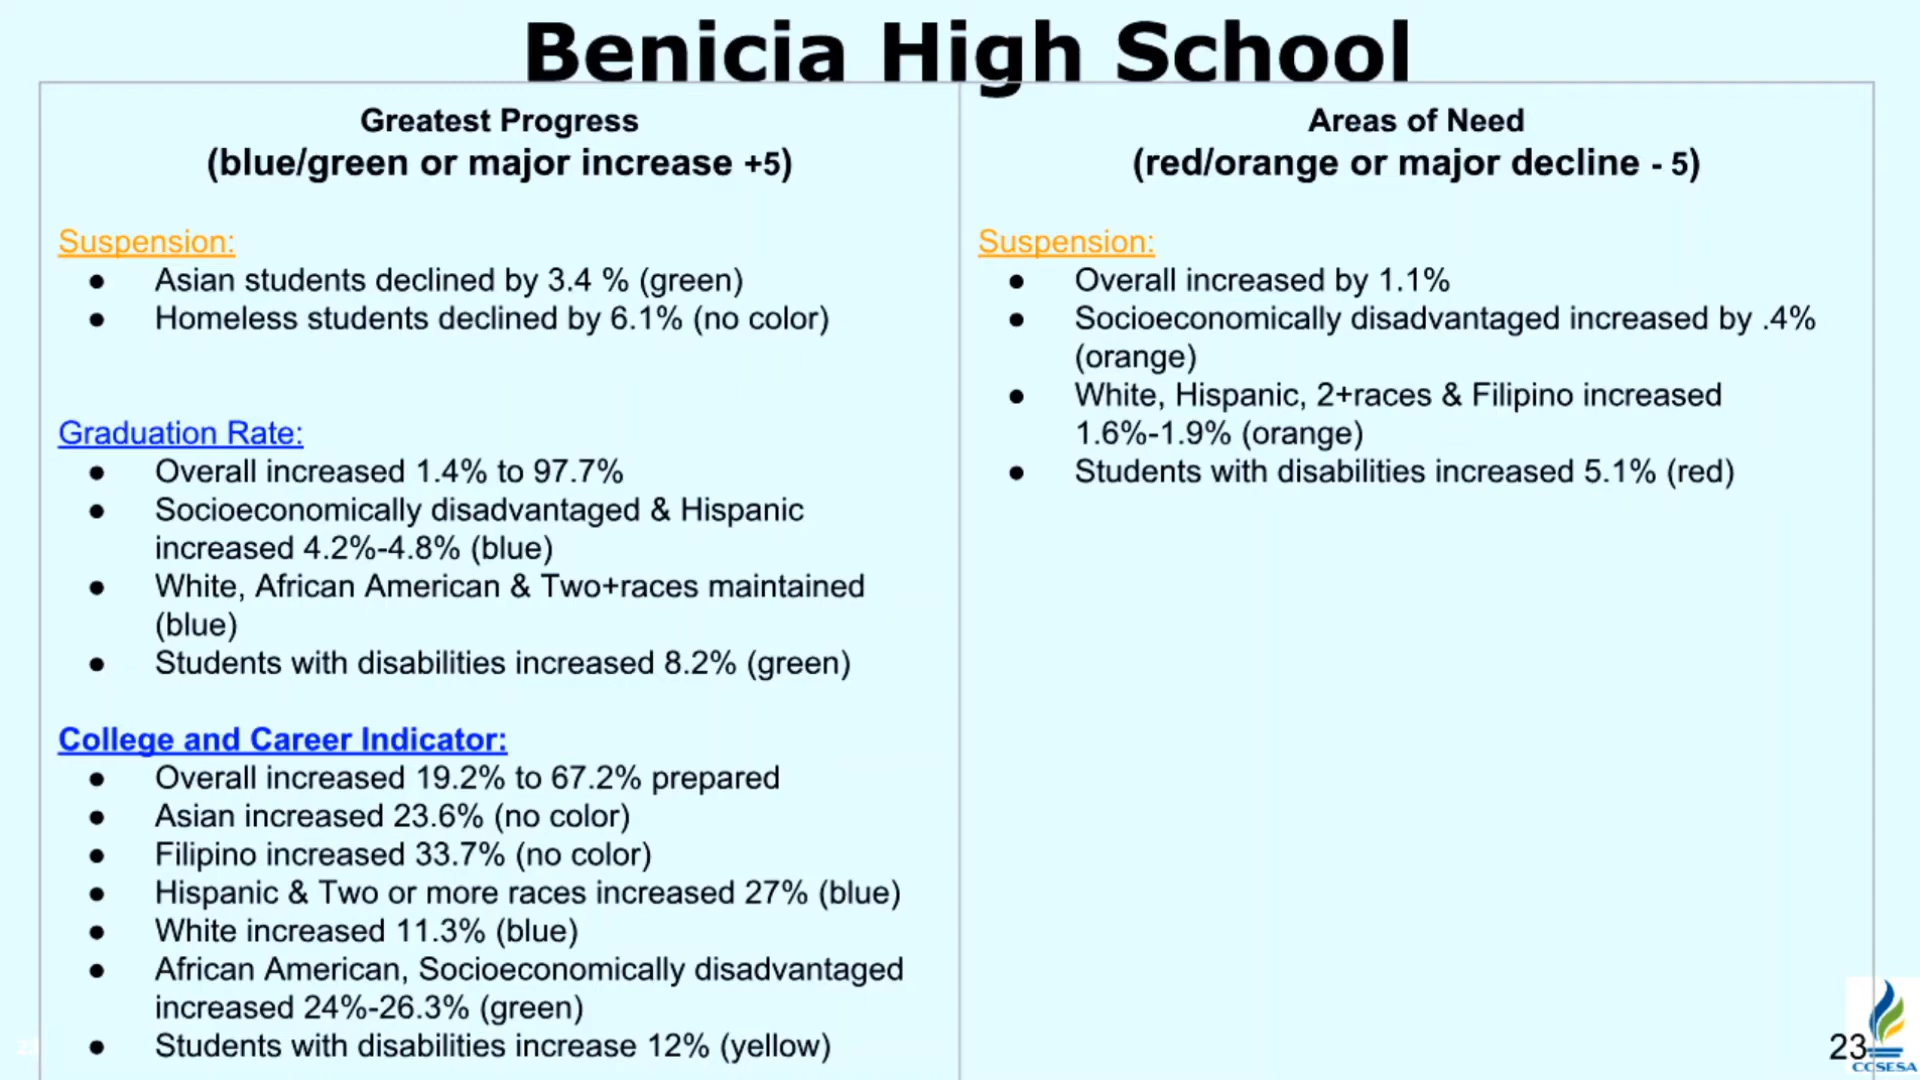 Benicia High School
Greatest Progress
(blue/green or major increase +5)
Suspension:
● Asian students declined by 3.4 % (green)
● Homeless students declined by 6.1% (no color)
Graduation Rate:
● Overall increased 1.4% to 97.7%
● Socioeconomically disadvantaged & Hispanic
increased 4.2%-4.8% (blue)
● White, African American & Two+races maintained
(blue)
● Students with disabilities increased 8.2% (green)
College and Career Indicator:
● Overall increased 19.2% to 67.2% prepared
● Asian increased 23.6% (no color)
● Filipino increased 33.7% (no color)
● Hispanic & Two or more races increased 27% (blue)
● White increased 11.3% (blue)
● African American, Socioeconomically disadvantaged
increased 24%-26.3% (green)
● Students with disabilities increase 12% (yellow)
Areas of Need
(red/orange or major decline - 5)
Suspension:
● Overall increased by 1.1%
● Socioeconomically disadvantaged increased by .4%
(orange)
● White, Hispanic, 2+races & Filipino increased
1.6%-1.9% (orange)
● Students with disabilities increased 5.1% (red)
23
CCSESA